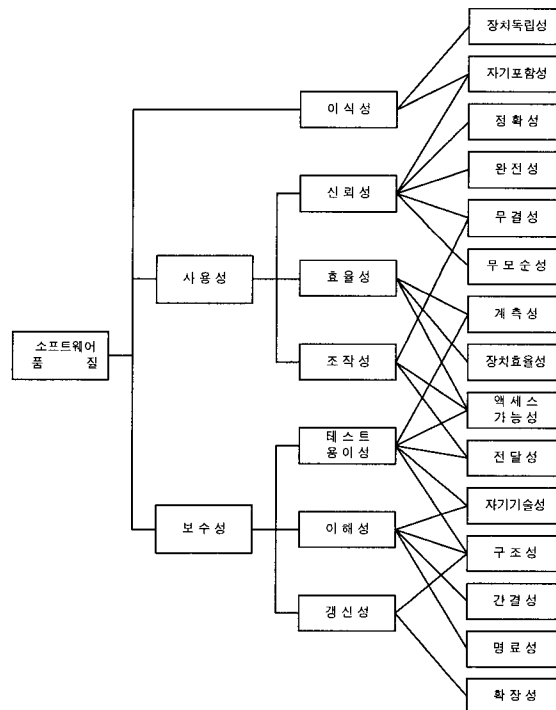 장치독립성
자기포함성
이식성
정확성
완전성
신뢰성
무결성
무모순성
사용성
효율성
계측성
소프트웨어
품 질
조작성
장치효율성
액세스
가능성
테스트
용이성
전달성
자기기술성
보수성
이해성
구조성
간결성
갱신성
명료성
확장성